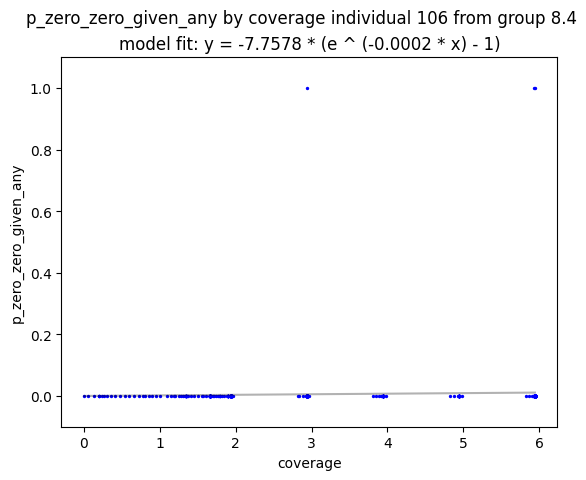 p_zero_zero_given_any by coverage individual 106 from group 8.4
model fit: y = -7.7578 * (e ^ (-0.0002 * x) - 1)
1.0
0.8
0.6
0.4
0.2
0.0
p_zero_zero_given_any
0 1 2 3 4 5 6
coverage